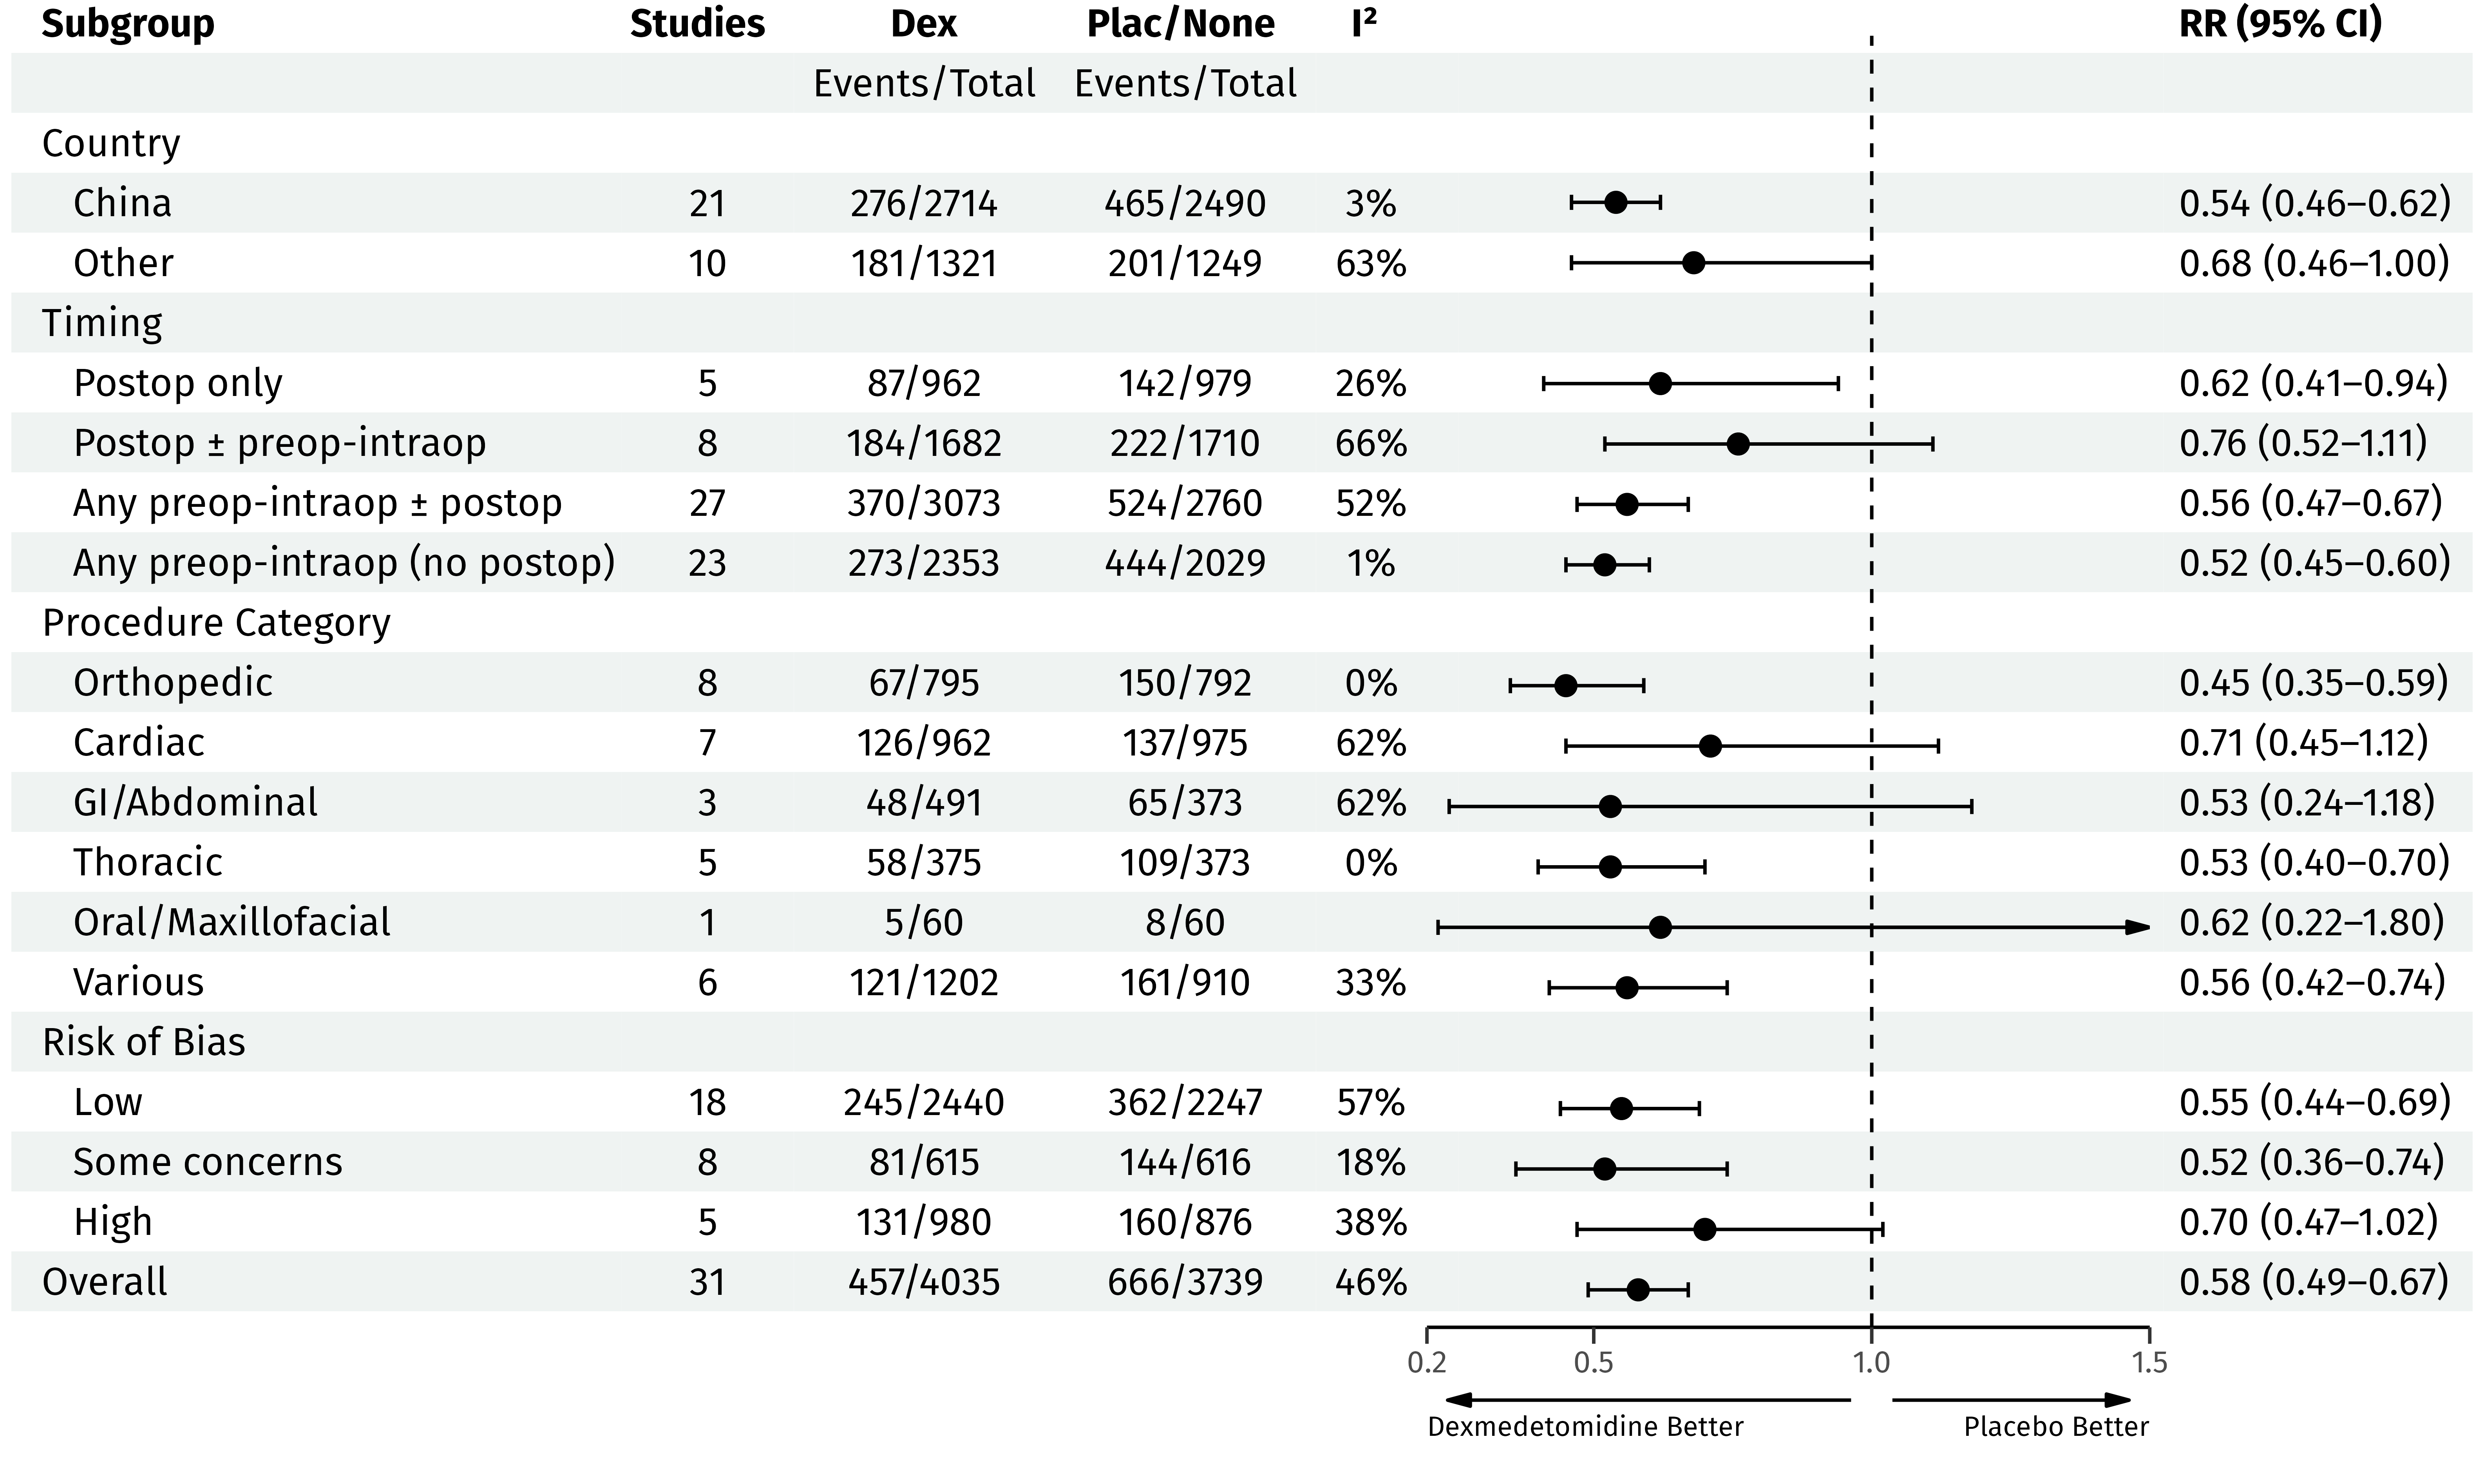 Subgroup Studies Dex Plac/None I² RR (95% CI)
Events/Total Events/Total
Country
China 21 276/2714 465/2490 3% 0.54 (0.46–0.62)
Other 10 181/1321 201/1249 63% 0.68 (0.46–1.00)
Timing
Postop only 5 87/962 142/979 26% 0.62 (0.41–0.94)
Postop ± preop-intraop 8 184/1682 222/1710 66% 0.76 (0.52–1.11)
Any preop-intraop ± postop 27 370/3073 524/2760 52% 0.56 (0.47–0.67)
Any preop-intraop (no postop) 23 273/2353 444/2029 1% 0.52 (0.45–0.60)
Procedure Category
Orthopedic 8 67/795 150/792 0% 0.45 (0.35–0.59)
Cardiac 7 126/962 137/975 62% 0.71 (0.45–1.12)
GI/Abdominal 3 48/491 65/373 62% 0.53 (0.24–1.18)
Thoracic 5 58/375 109/373 0% 0.53 (0.40–0.70)
Oral/Maxillofacial 1 5/60 8/60 0.62 (0.22–1.80)
Various 6 121/1202 161/910 33% 0.56 (0.42–0.74)
Risk of Bias
Low 18 245/2440 362/2247 57% 0.55 (0.44–0.69)
Some concerns 8 81/615 144/616 18% 0.52 (0.36–0.74)
High 5 131/980 160/876 38% 0.70 (0.47–1.02)
Overall 31 457/4035 666/3739 46% 0.58 (0.49–0.67)
0.2 0.5 1.0 1.5
Dexmedetomidine Better Placebo Better